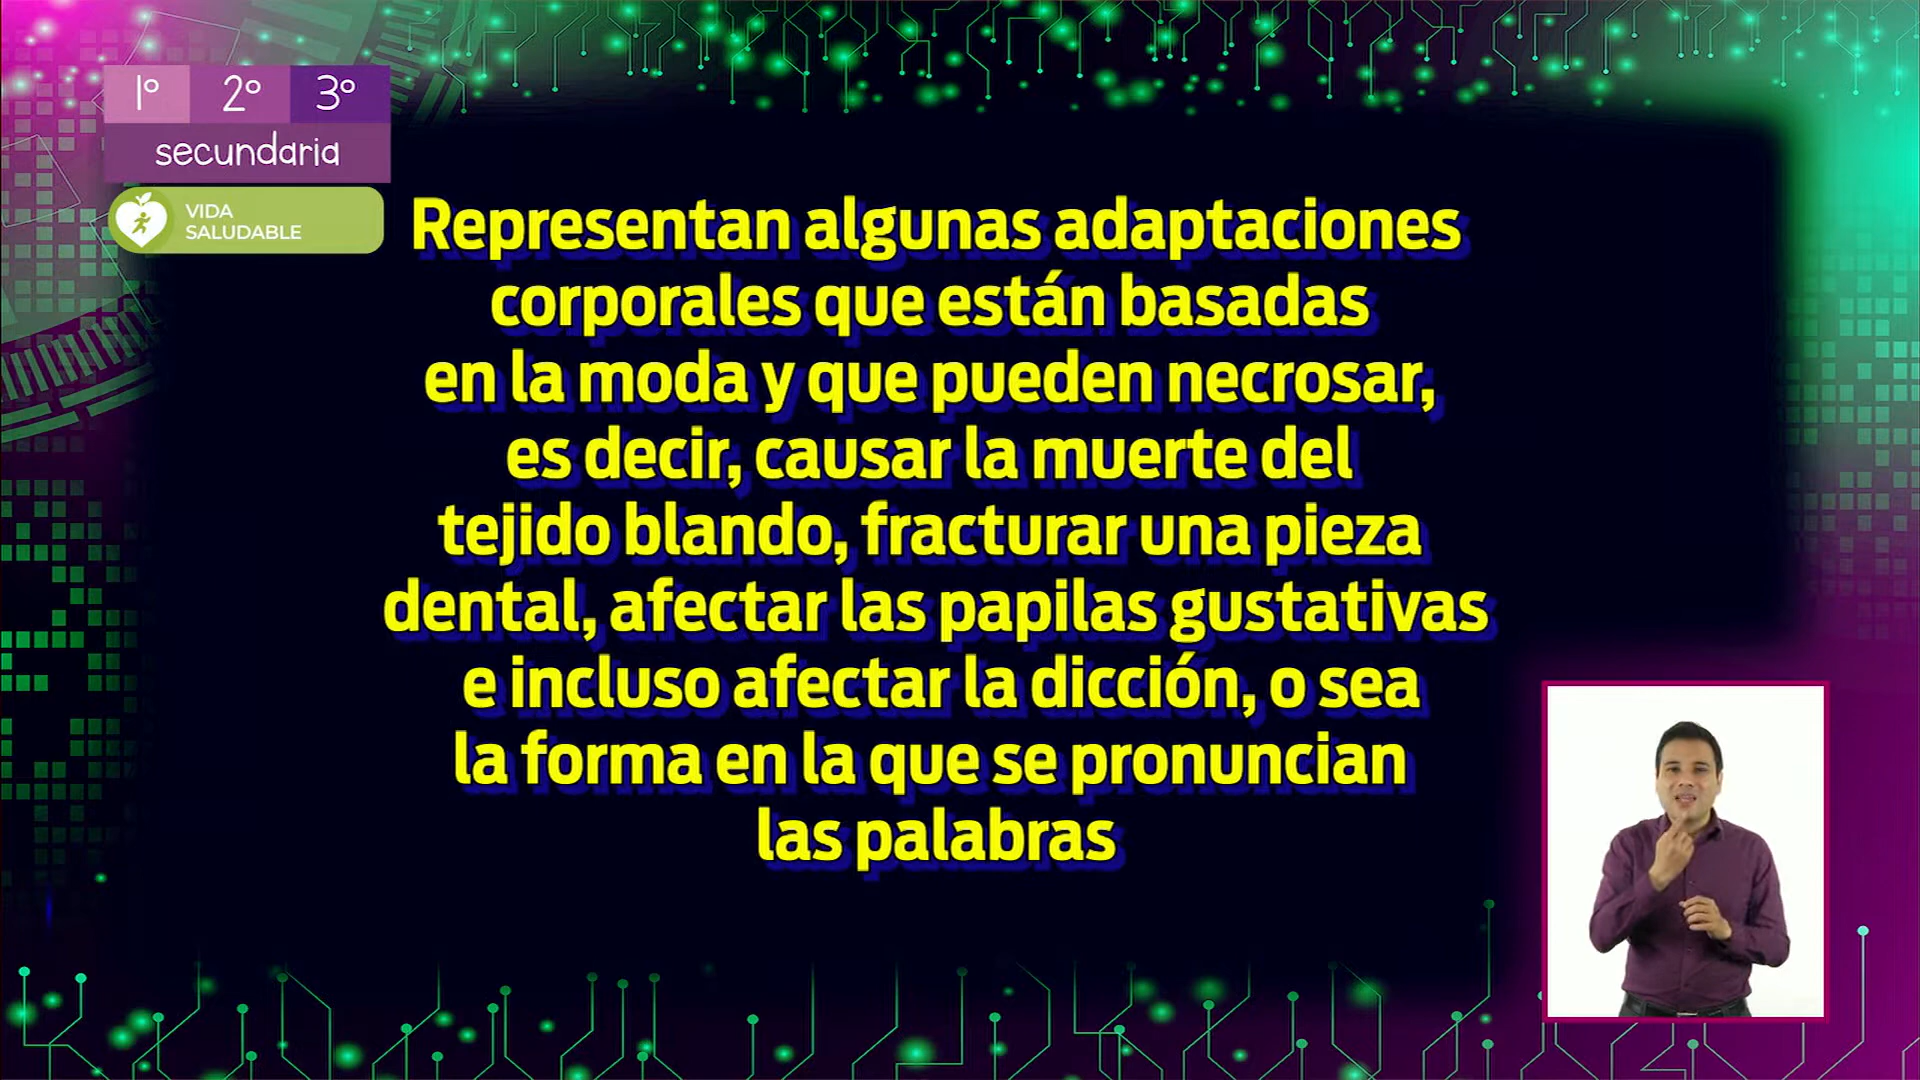 1° 2° 3°
secundaria
VIDA
SALUDABLE
Representan algunas adaptaciones
corporales que están basadas
en la moda y que pueden necrosar,
es decir, causar la muerte del
tejido blando, fracturar una pieza
dental, afectar las papilas gustativas
e incluso afectar la dicción, o sea
la forma en la que se pronuncian
las palabras